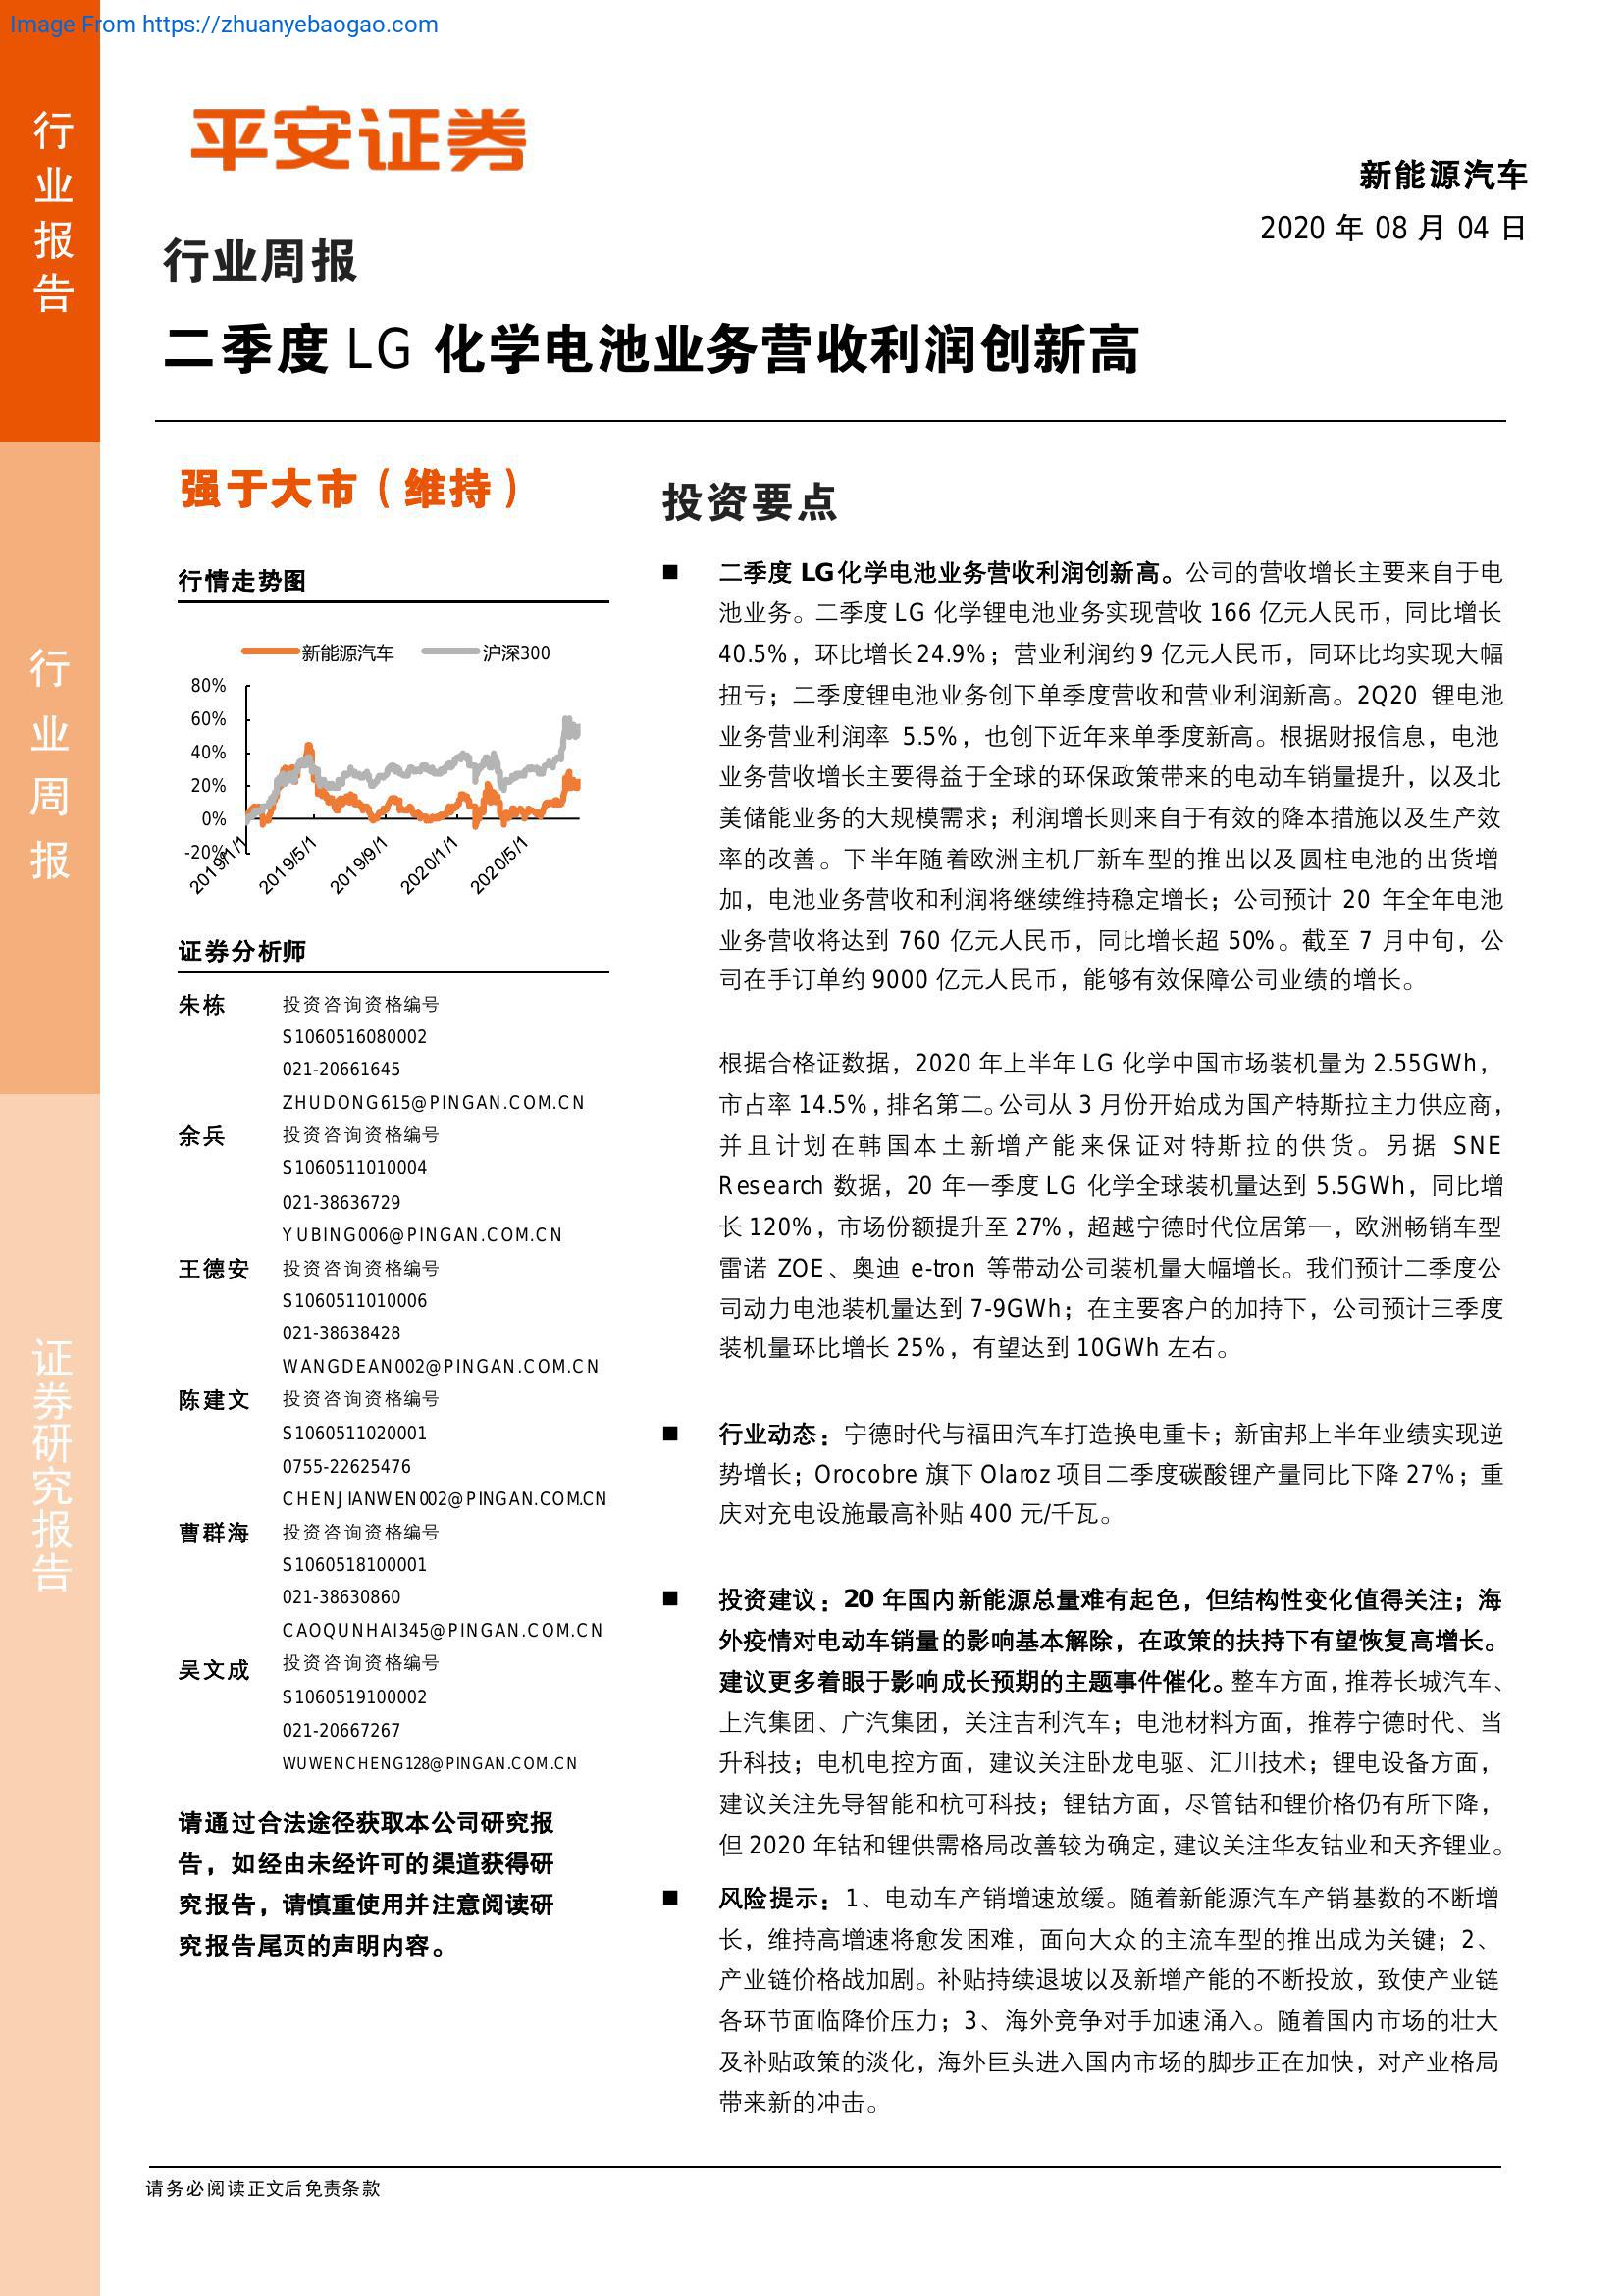 Image From https://zhuanyebaogao.com
行业报告
行业周报
证券研究报告
平安证券
新能源汽车
2020 年 08 月 04 日
行业周报
二季度 LG 化学电池业务营收利润创新高
强于大市（维持）
行情走势图
新能源汽车 沪深300
80%
60%
40%
20%
0%
-20%
2019/1/1 2019/5/1 2019/9/1 2020/1/1 2020/5/1
证券分析师
朱栋 投资咨询资格编号
S1060516080002
021-20661645
ZHUDONG615@PINGAN.COM.CN
余兵 投资咨询资格编号
S1060511010004
021-38636729
YUBING006@PINGAN.COM.CN
王德安 投资咨询资格编号
S1060511010006
021-38638428
WANGDEAN002@PINGAN.COM.CN
陈建文 投资咨询资格编号
S1060511020001
0755-22625476
CHENJIANWEN002@PINGAN.COM.CN
曹群海 投资咨询资格编号
S1060518100001
021-38630860
CAOQUNHAI345@PINGAN.COM.CN
吴文成 投资咨询资格编号
S1060519100002
021-20667267
WUWENCHENG128@PINGAN.COM.CN
请通过合法途径获取本公司研究报
告，如经由未经许可的渠道获得研
究报告，请慎重使用并注意阅读研
究报告尾页的声明内容。
投资要点
■ 二季度 LG 化学电池业务营收利润创新高。公司的营收增长主要来自于电
池业务。二季度 LG 化学锂电池业务实现营收 166 亿元人民币，同比增长
40.5%，环比增长 24.9%；营业利润约 9 亿元人民币，同环比均实现大幅
扭亏；二季度锂电池业务创下单季度营收和营业利润新高。2Q20 锂电池
业务营业利润率 5.5%，也创下近年来单季度新高。根据财报信息，电池
业务营收增长主要得益于全球的环保政策带来的电动车销量提升，以及北
美储能业务的大规模需求；利润增长则来自于有效的降本措施以及生产效
率的改善。下半年随着欧洲主机厂新车型的推出以及圆柱电池的出货增
加，电池业务营收和利润将继续维持稳定增长；公司预计 20 年全年电池
业务营收将达到 760 亿元人民币，同比增长超 50%。截至 7 月中旬，公
司在手订单约 9000 亿元人民币，能够有效保障公司业绩的增长。
根据合格证数据，2020 年上半年 LG 化学中国市场装机量为 2.55GWh，
市占率 14.5%，排名第二。公司从 3 月份开始成为国产特斯拉主力供应商，
并且计划在韩国本土新增产能来保证对特斯拉的供货。另据 SNE
Research 数据，20 年一季度 LG 化学全球装机量达到 5.5GWh，同比增
长 120%，市场份额提升至 27%，超越宁德时代位居第一，欧洲畅销车型
雷诺 ZOE、奥迪 e-tron 等带动公司装机量大幅增长。我们预计二季度公
司动力电池装机量达到 7-9GWh；在主要客户的加持下，公司预计三季度
装机量环比增长 25%，有望达到 10GWh 左右。
■ 行业动态：宁德时代与福田汽车打造换电重卡；新宙邦上半年业绩实现逆
势增长；Orocobre 旗下 Olaroz 项目二季度碳酸锂产量同比下降 27%；重
庆对充电设施最高补贴 400 元/千瓦。
■ 投资建议：20 年国内新能源总量难有起色，但结构性变化值得关注；海
外疫情对电动车销量的影响基本解除，在政策的扶持下有望恢复高增长。
建议更多着眼于影响成长预期的主题事件催化。整车方面，推荐长城汽车、
上汽集团、广汽集团，关注吉利汽车；电池材料方面，推荐宁德时代、当
升科技；电机电控方面，建议关注卧龙电驱、汇川技术；锂电设备方面，
建议关注先导智能和杭可科技；锂钴方面，尽管钴和锂价格仍有所下降，
但 2020 年钴和锂供需格局改善较为确定，建议关注华友钴业和天齐锂业。
■ 风险提示：1、电动车产销增速放缓。随着新能源汽车产销基数的不断增
长，维持高增速将愈发困难，面向大众的主流车型的推出成为关键；2、
产业链价格战加剧。补贴持续退坡以及新增产能的不断投放，致使产业链
各环节面临降价压力；3、海外竞争对手加速涌入。随着国内市场的壮大
及补贴政策的淡化，海外巨头进入国内市场的脚步正在加快，对产业格局
带来新的冲击。
请务必阅读正文后免责条款